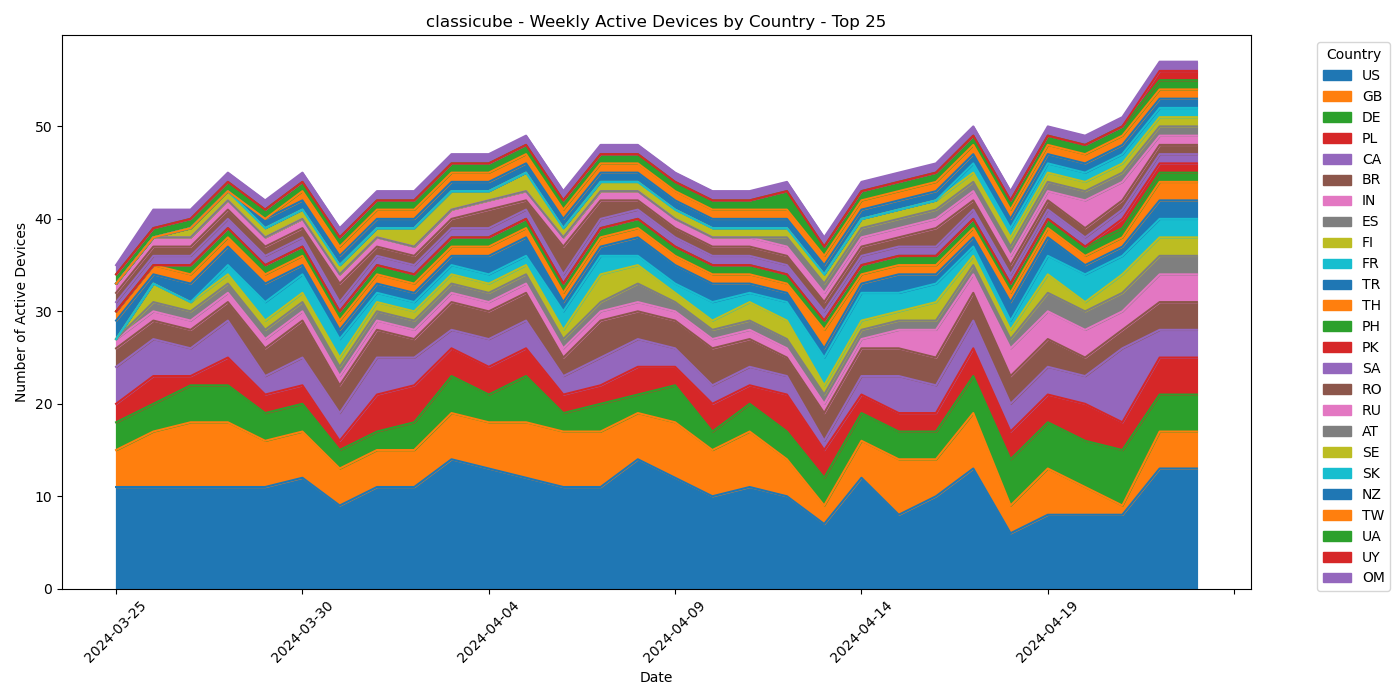 classicube - Weekly Active Devices by Country - Top 25
Number of Active Devices
50
40
30
20
10
0
2024-03-25
2024-03-30
2024-04-04
2024-04-09
2024-04-14
2024-04-19
Date
Country
US
GB
DE
PL
CA
BR
IN
ES
FI
FR
TR
TH
PH
PK
SA
RO
RU
AT
SE
SK
NZ
TW
UA
UY
OM